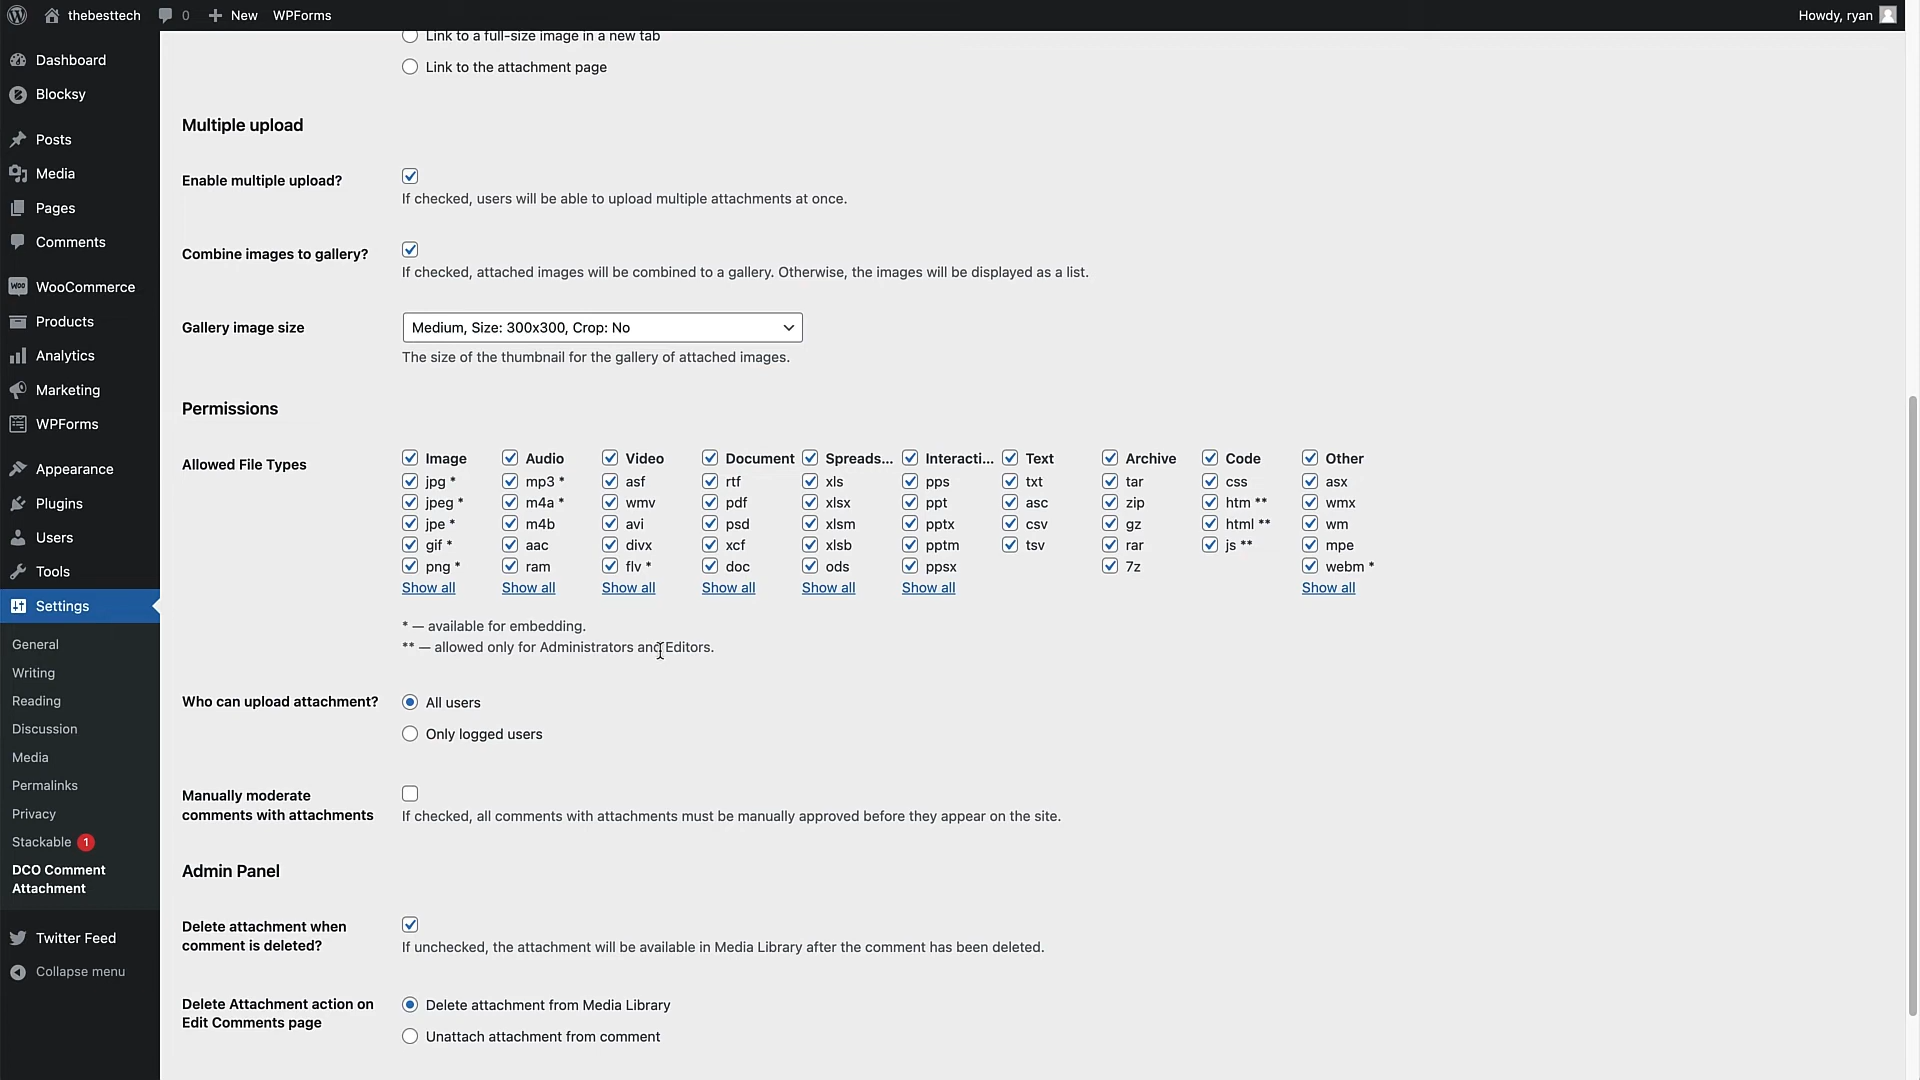 thebesttech 0 New WPForms Howdy, ryan
Dashboard
Blocksy
Posts
Media
Pages
Comments
WooCommerce
Products
Analytics
Marketing
WPForms
Appearance
Plugins
Users
Tools
Settings
General
Writing
Reading
Discussion
Media
Permalinks
Privacy
Stackable 1
DCO Comment
Attachment
Twitter Feed
Collapse menu
Link to a full-size image in a new tab
Link to the attachment page
Multiple upload
Enable multiple upload?
If checked, users will be able to upload multiple attachments at once.
Combine images to gallery?
If checked, attached images will be combined to a gallery. Otherwise, the images will be displayed as a list.
Gallery image size
Medium, Size: 300x300, Crop: No
The size of the thumbnail for the gallery of attached images.
Permissions
Allowed File Types
Image Audio Video Document Spreads... Interacti... Text Archive Code Other
jpg * mp3 * asf rtf xls pps txt tar css asx
jpeg * m4a * wmv pdf xlsx ppt asc zip htm ** wmx
jpe * m4b avi psd xlsm pptx csv gz html ** wm
gif * aac divx xcf xlsb pptm tsv rar js ** mpe
png * ram flv * doc ods ppsx 7z webm *
Show all Show all Show all Show all Show all Show all Show all
* — available for embedding.
** — allowed only for Administrators and Editors.
Who can upload attachment?
All users
Only logged users
Manually moderate
comments with attachments
If checked, all comments with attachments must be manually approved before they appear on the site.
Admin Panel
Delete attachment when
comment is deleted?
If unchecked, the attachment will be available in Media Library after the comment has been deleted.
Delete Attachment action on
Edit Comments page
Delete attachment from Media Library
Unattach attachment from comment